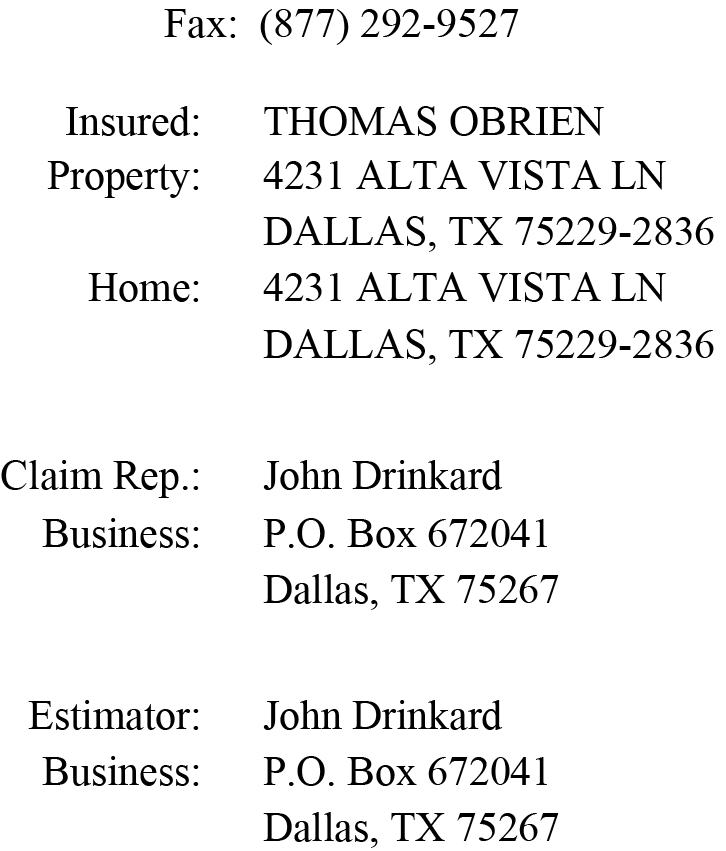 Fax: (877) 292-9527
Insured: THOMAS OBRIEN
Property: 4231 ALTA VISTA LN
DALLAS, TX 75229-2836
Home: 4231 ALTA VISTA LN
DALLAS, TX 75229-2836
Claim Rep.: John Drinkard
Business: P.O. Box 672041
Dallas, TX 75267
Estimator: John Drinkard
Business: P.O. Box 672041
Dallas, TX 75267